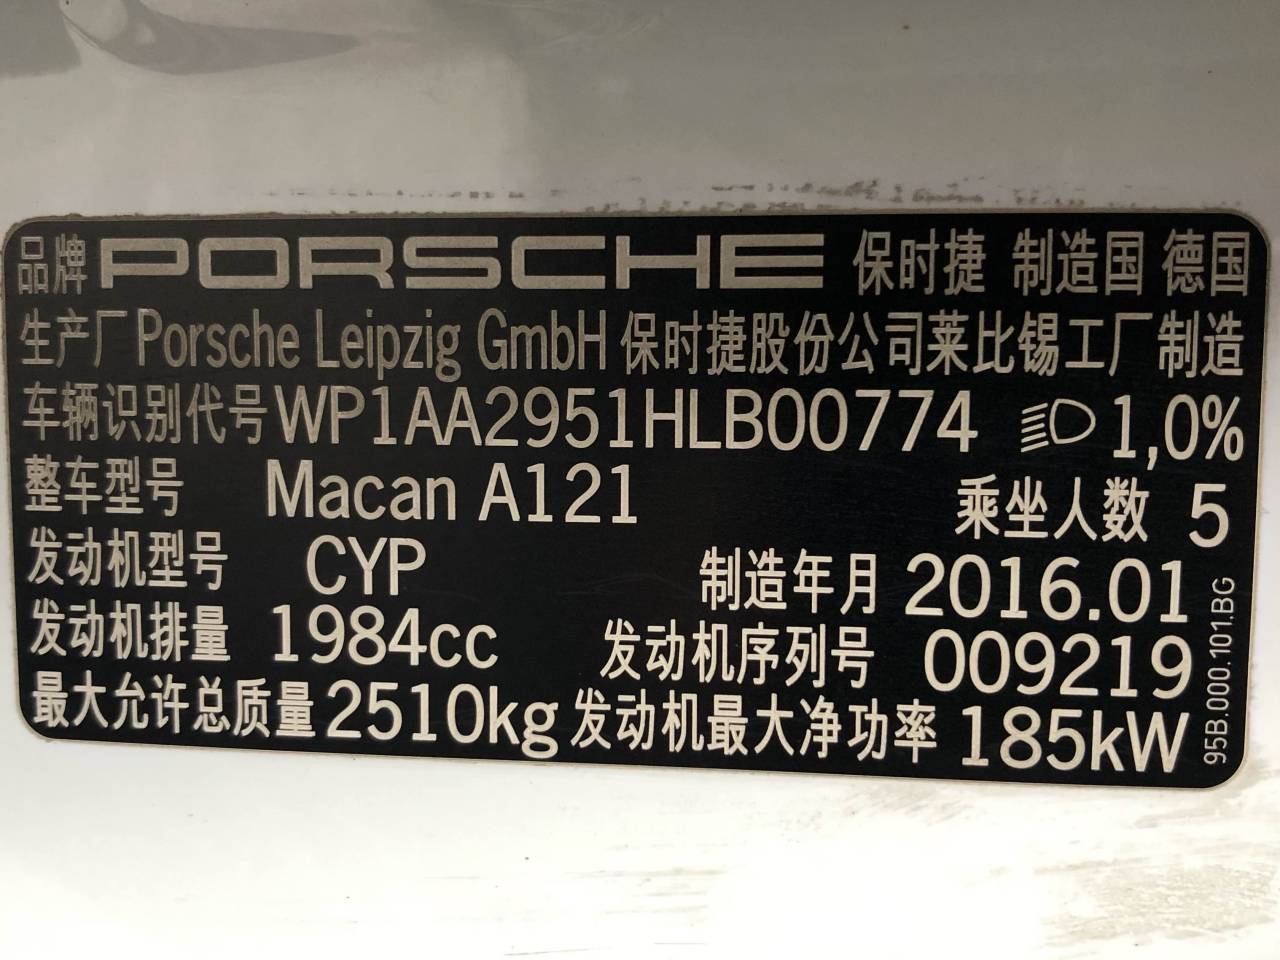 品牌 PORSCHE 保时捷 制造国 德国
生产厂 Porsche Leipzig GmbH 保时捷股份公司莱比锡工厂 制造
车辆识别代号 WP1AA2951HLB00774 1,0%
整车型号 Macan A121 乘坐人数 5
发动机型号 CYP 制造年月 2016.01
发动机排量 1984cc 发动机序列号 009219
最大允许总质量 2510kg 发动机最大净功率 185kW
95B.000.101.BG